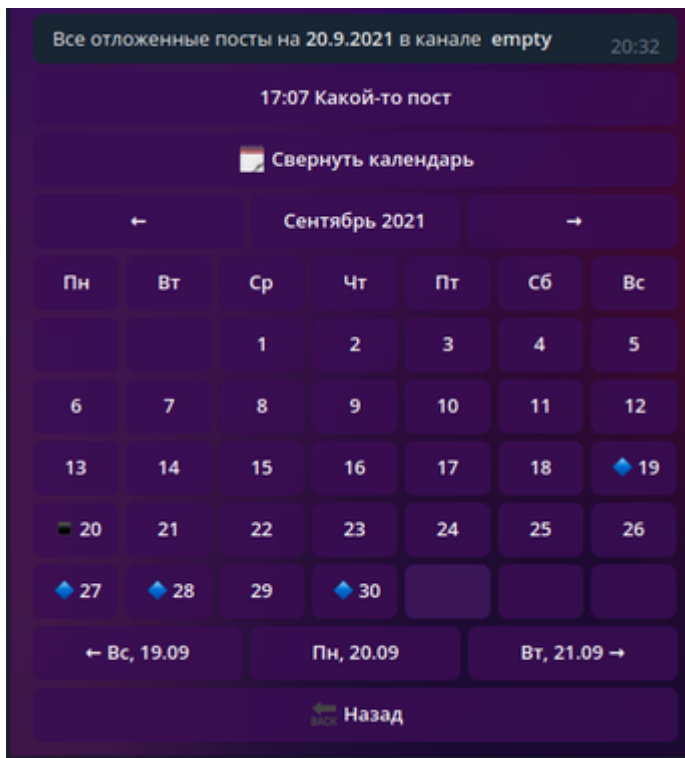 Все отложенные посты на 20.9.2021 в канале empty 20:32
17:07 Какой-то пост
Свернуть календарь
← Сентябрь 2021 →
Пн Вт Ср Чт Пт Сб Вс
1 2 3 4 5
6 7 8 9 10 11 12
13 14 15 16 17 18 19
20 21 22 23 24 25 26
27 28 29 30
← Вс, 19.09 Пн, 20.09 Вт, 21.09 →
BACK Назад